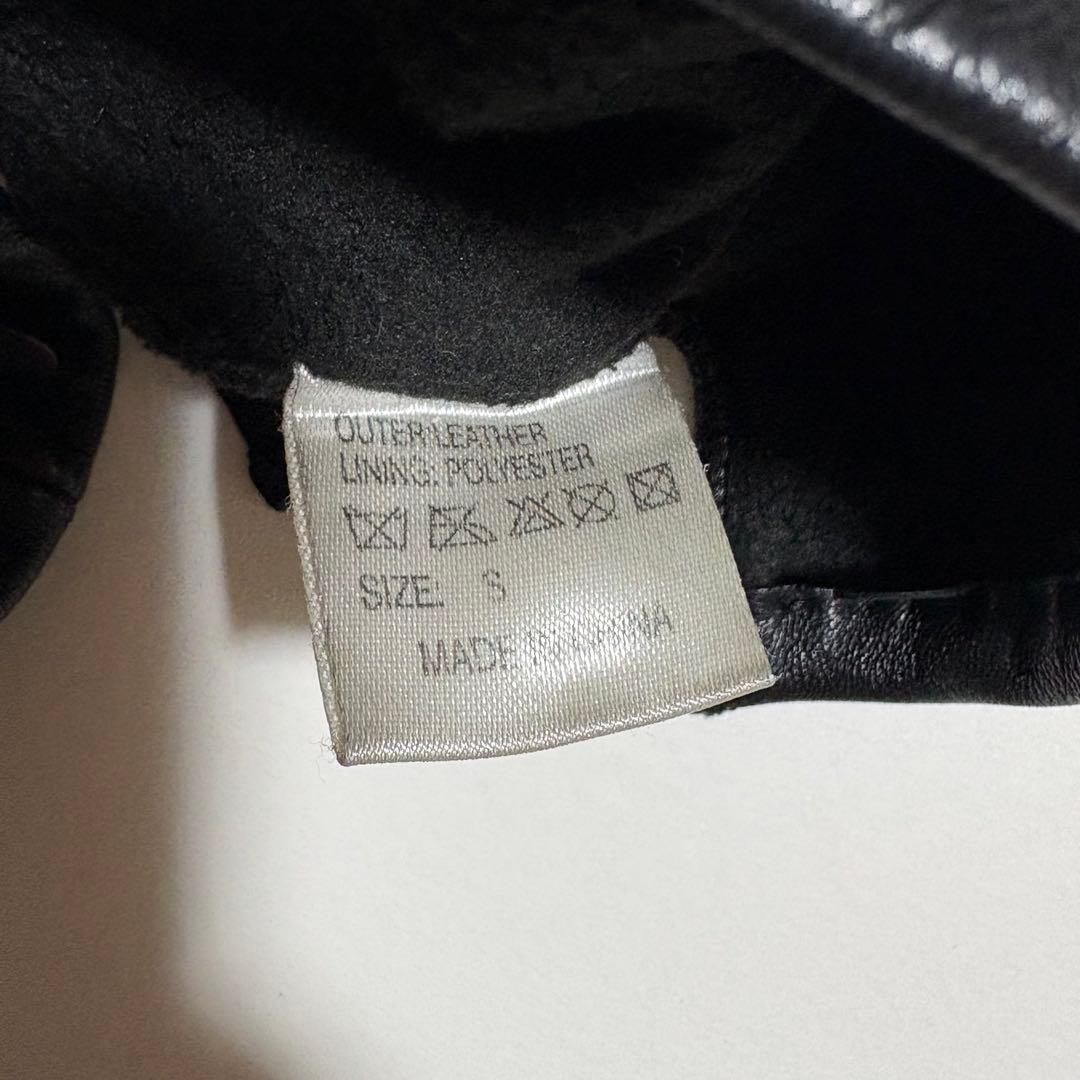 OUTER:LEATHER
LINING: POLYESTER
SIZE: S
MADE IN CHINA